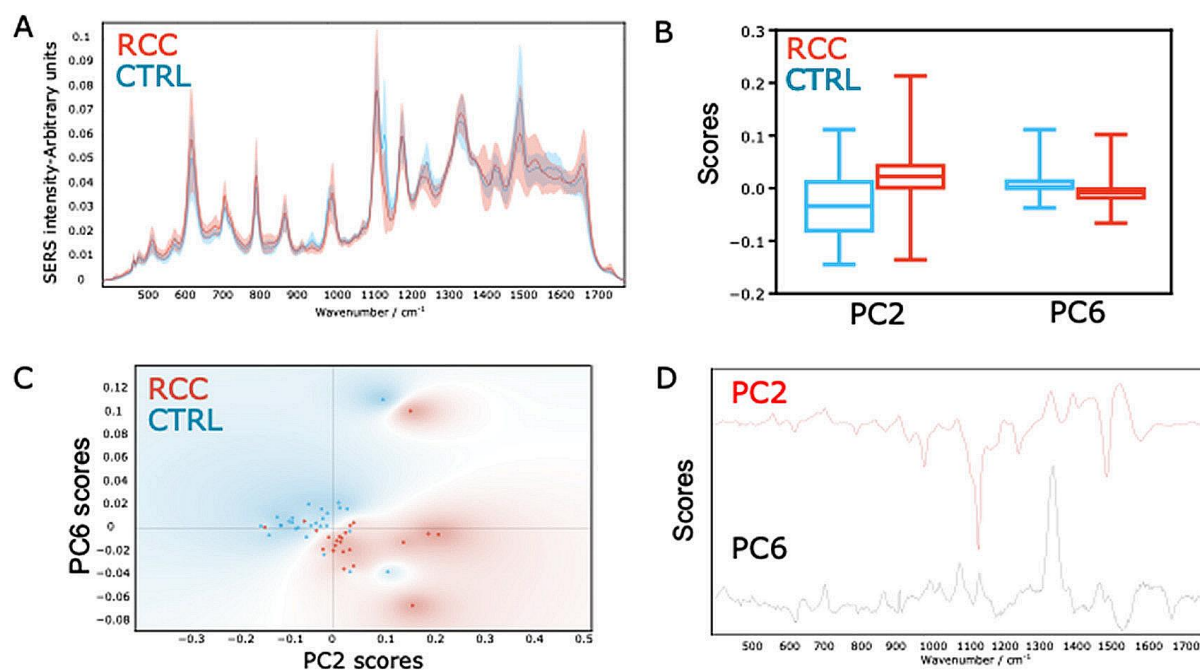 A
RCC
CTRL
SERS intensity-Arbitrary units
0.1
0.09
0.08
0.07
0.06
0.05
0.04
0.03
0.02
0.01
0
500 600 700 800 900 1000 1100 1200 1300 1400 1500 1600 1700
Wavenumber / cm⁻¹
B
RCC
CTRL
Scores
0.3
0.2
0.1
0.0
−0.1
−0.2
PC2 PC6
C
RCC
CTRL
PC6 scores
0.12
0.1
0.08
0.06
0.04
0.02
0
−0.02
−0.04
−0.06
−0.08
−0.3 −0.2 −0.1 0 0.1 0.2 0.3 0.4 0.5
PC2 scores
D
PC2
PC6
Scores
500 600 700 800 900 1000 1100 1200 1300 1400 1500 1600 1700
Wavenumber / cm⁻¹